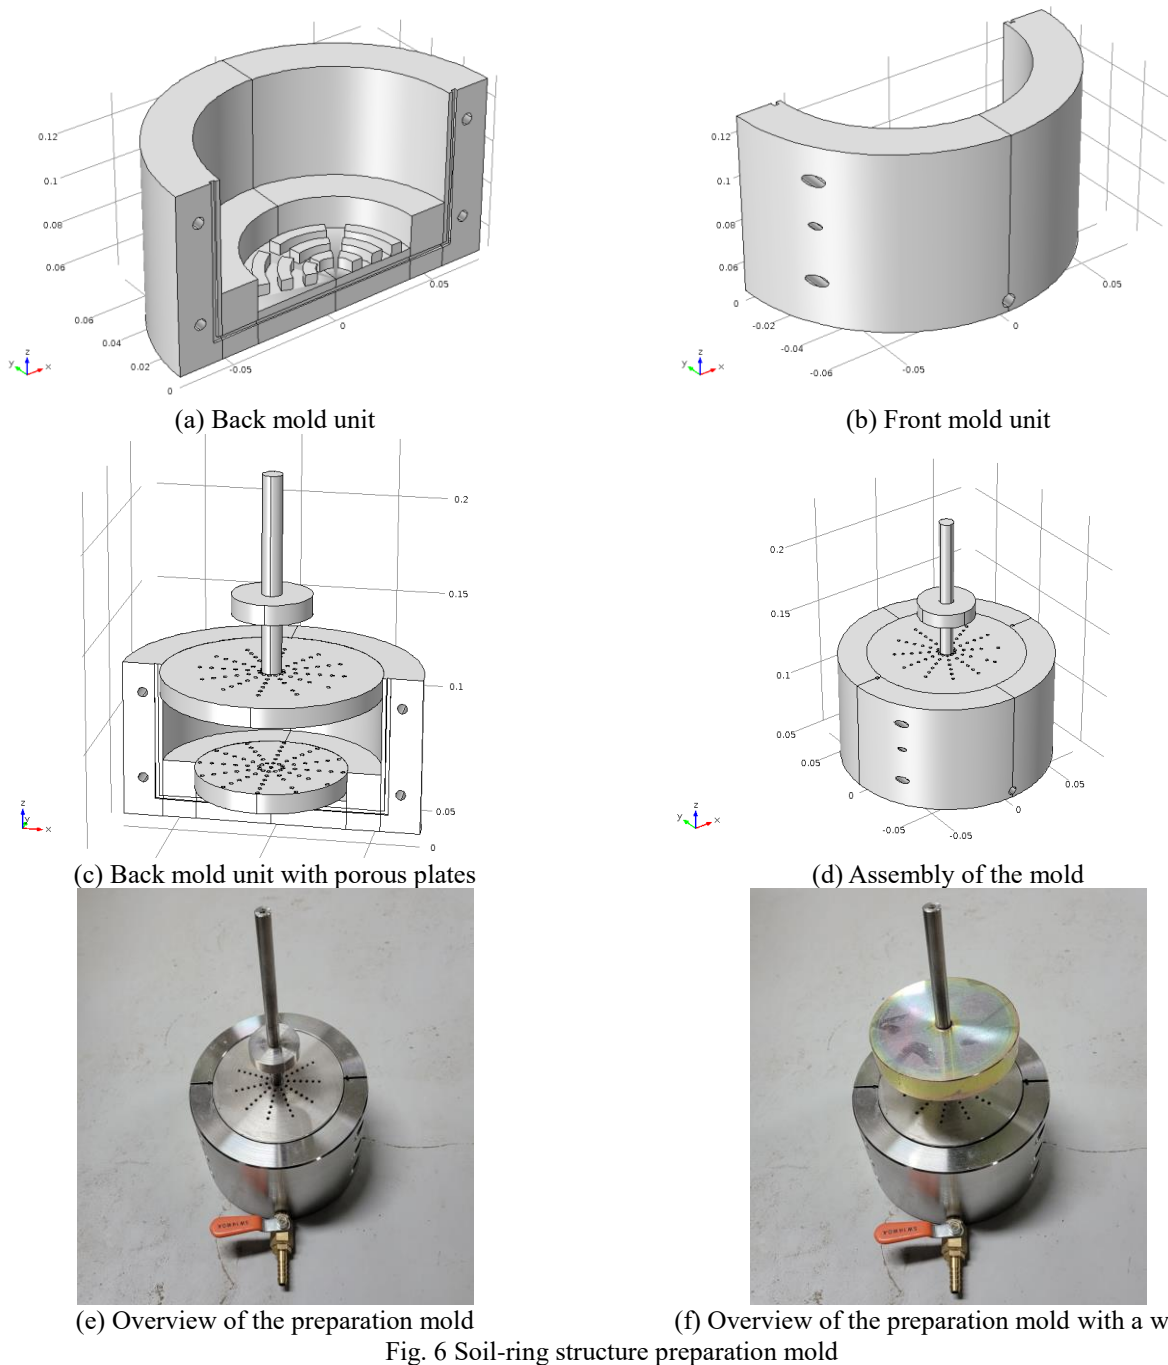 0.12
0.1
0.08
0.06
0.06
0.04
0.02
0
-0.05
0
0.05
z
y
x
(a) Back mold unit
0.12
0.1
0.08
0.06
0
-0.02
-0.04
-0.06
-0.05
0
0.05
z
y
x
(b) Front mold unit
0.2
0.15
0.1
0.05
0
z
y
x
(c) Back mold unit with porous plates
0.2
0.15
0.1
0.05
0.05
0
-0.05
-0.05
0
0.05
z
y
x
(d) Assembly of the mold
(e) Overview of the preparation mold
(f) Overview of the preparation mold with a w
Fig. 6 Soil-ring structure preparation mold